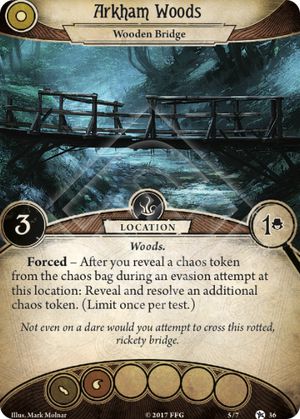 Arkham Woods
Wooden Bridge
3
LOCATION
1
Woods.
Forced – After you reveal a chaos token
from the chaos bag during an evasion attempt at
this location: Reveal and resolve an additional
chaos token. (Limit once per test.)
Not even on a dare would you attempt to cross this rotted,
rickety bridge.
Illus. Mark Molnar
© 2017 FFG
5/7
36